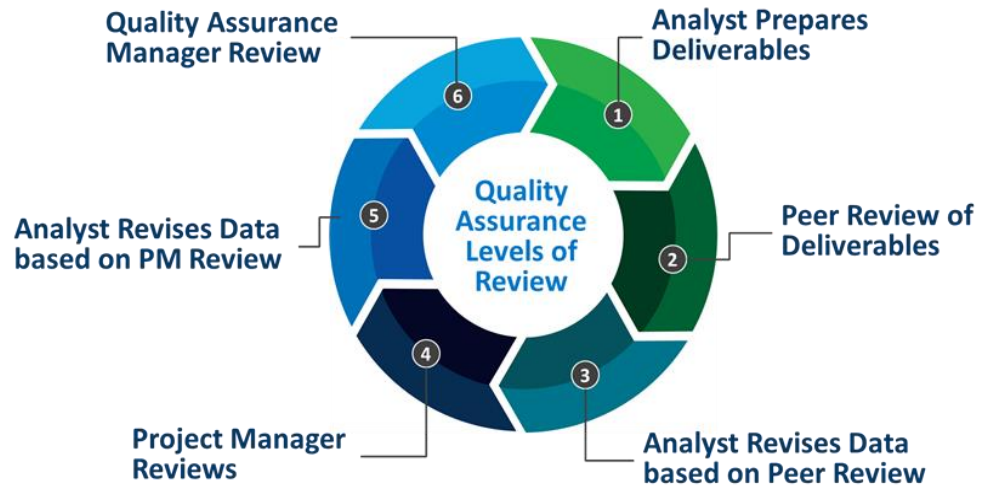 Quality Assurance
Manager Review
Analyst Prepares
Deliverables
6
1
Quality
Assurance
Levels of
Review
Analyst Revises Data
based on PM Review
5
Peer Review of
Deliverables
2
4
3
Project Manager
Reviews
Analyst Revises Data
based on Peer Review